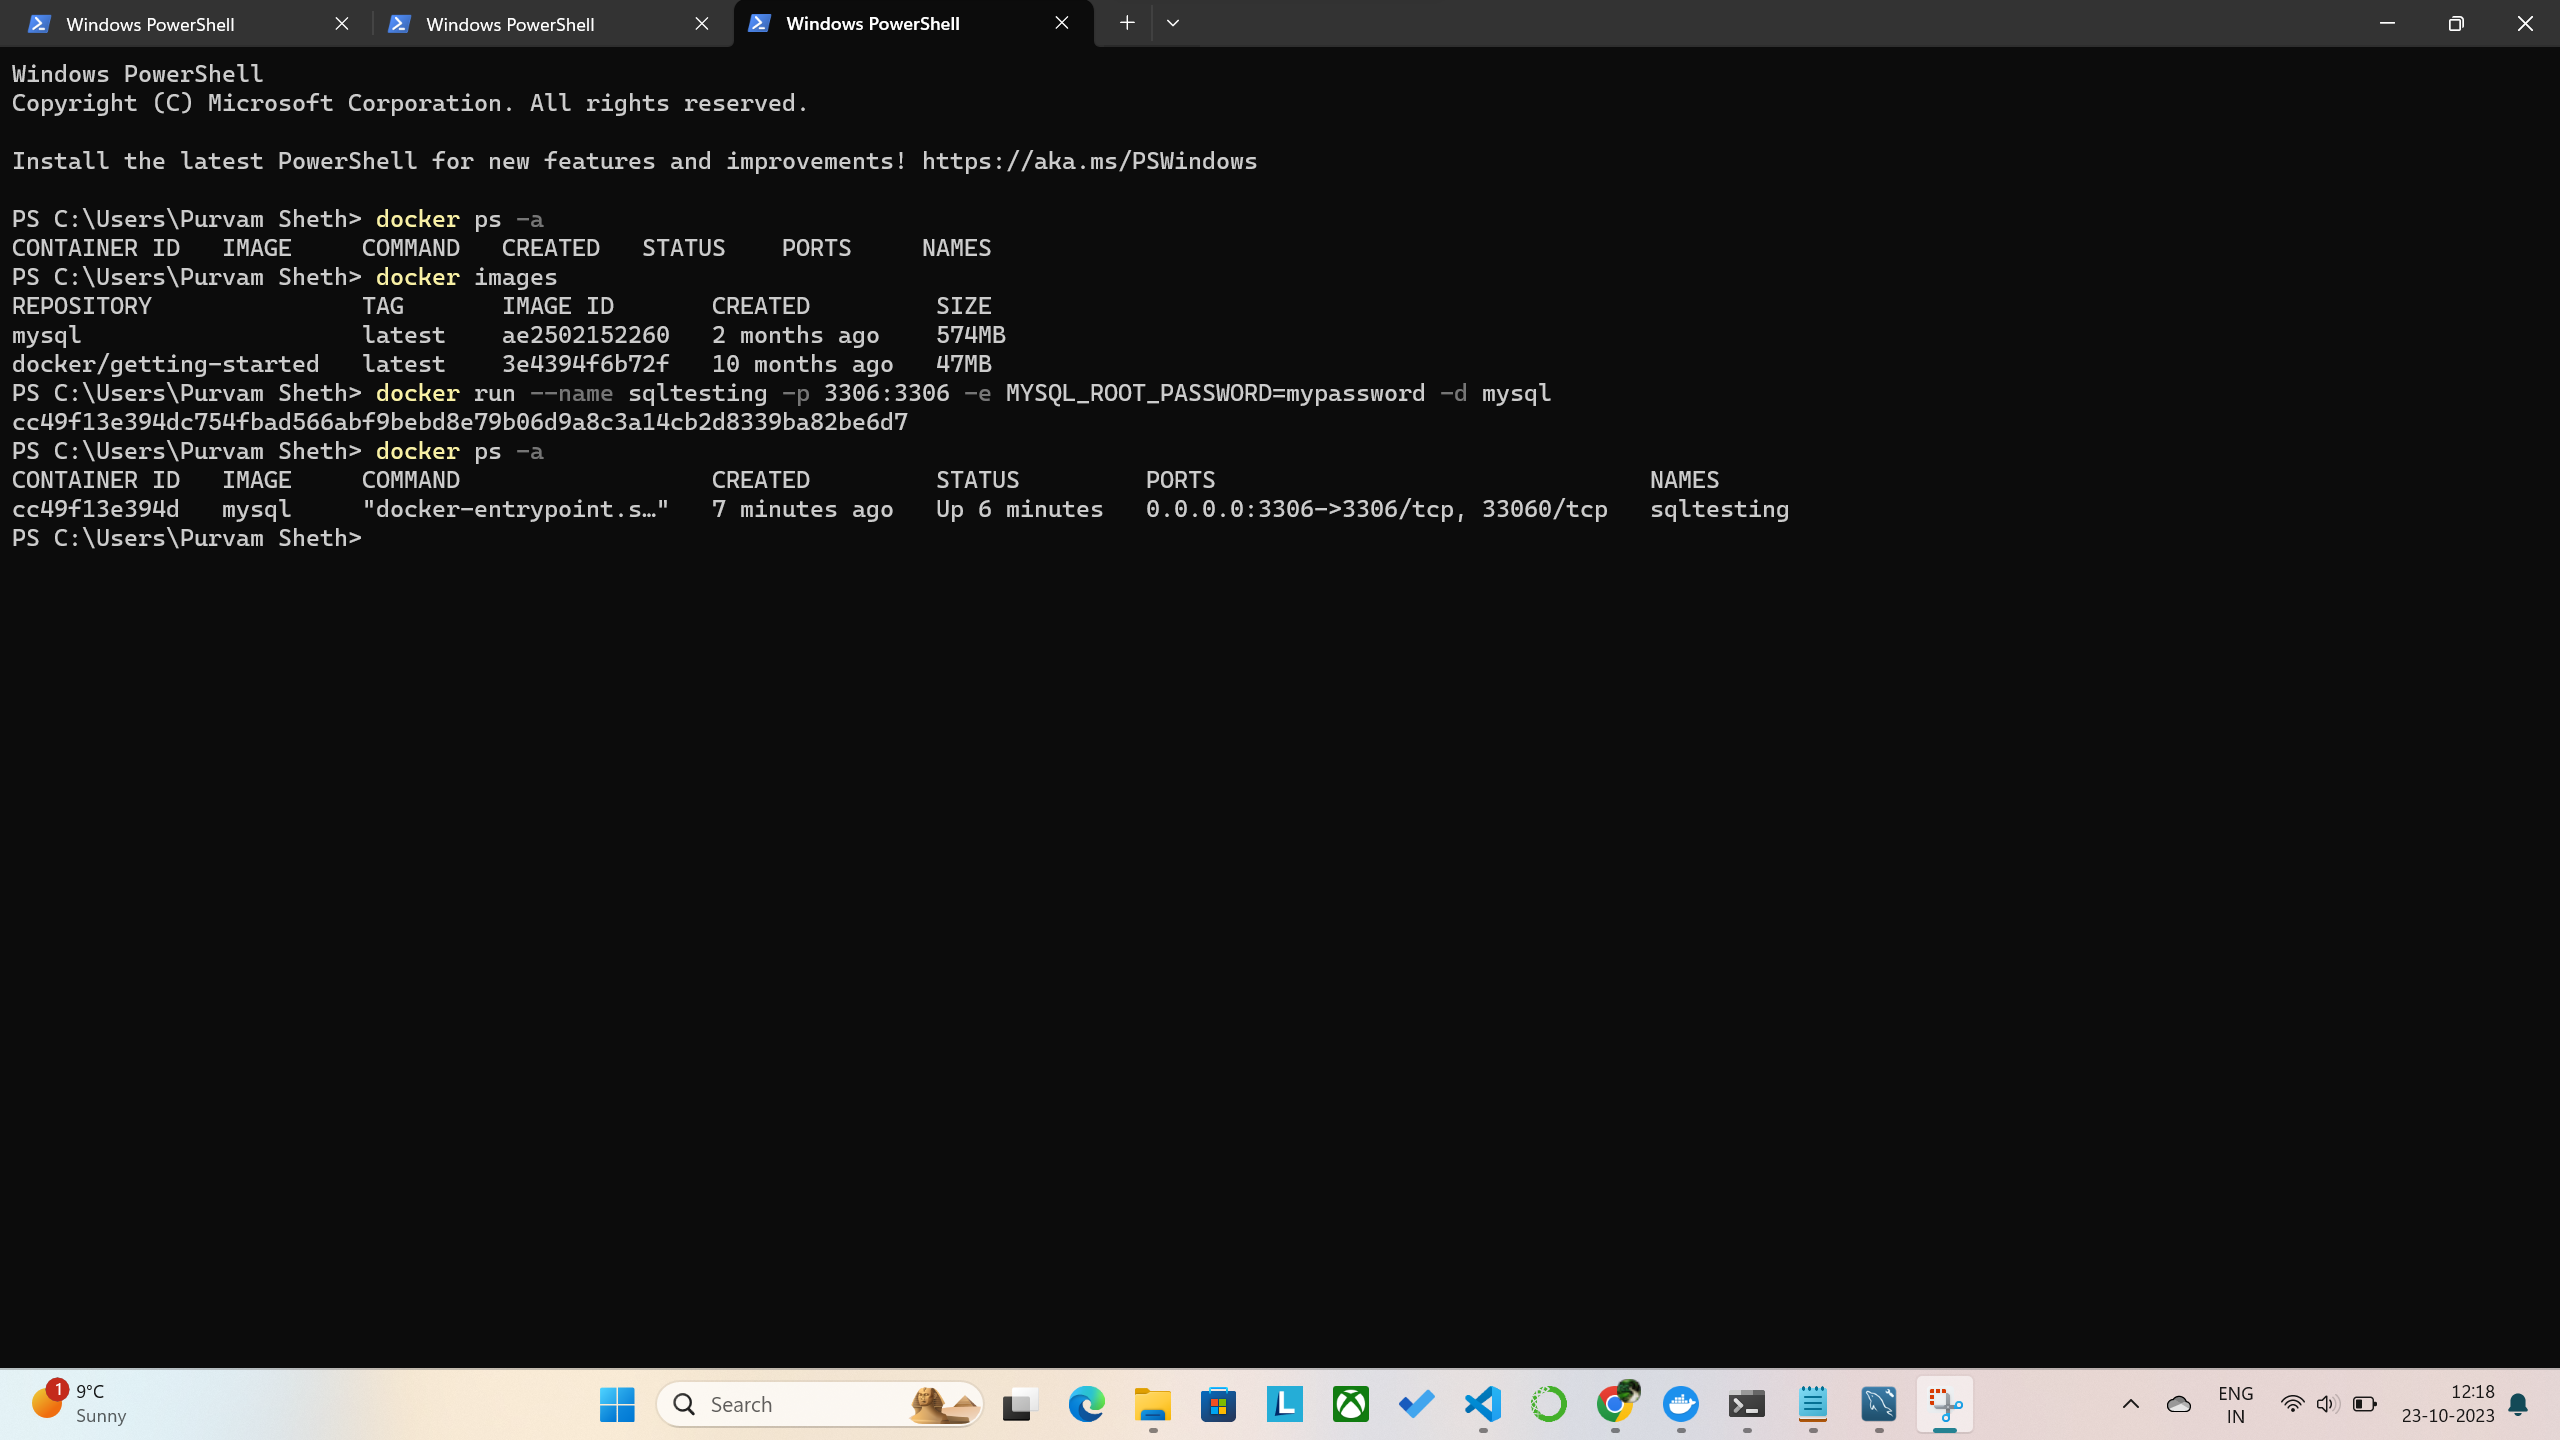 Windows PowerShell Windows PowerShell Windows PowerShell
Windows PowerShell
Copyright (C) Microsoft Corporation. All rights reserved.
Install the latest PowerShell for new features and improvements! https://aka.ms/PSWindows
PS C:\Users\Purvam Sheth> docker ps -a
CONTAINER ID   IMAGE     COMMAND   CREATED   STATUS    PORTS     NAMES
PS C:\Users\Purvam Sheth> docker images
REPOSITORY               TAG       IMAGE ID       CREATED         SIZE
mysql                    latest    ae2502152260   2 months ago    574MB
docker/getting-started   latest    3e4394f6b72f   10 months ago   47MB
PS C:\Users\Purvam Sheth> docker run --name sqltesting -p 3306:3306 -e MYSQL_ROOT_PASSWORD=mypassword -d mysql
cc49f13e394dc754fbad566abf9bebd8e79b06d9a8c3a14cb2d8339ba82be6d7
PS C:\Users\Purvam Sheth> docker ps -a
CONTAINER ID   IMAGE     COMMAND                  CREATED         STATUS         PORTS                               NAMES
cc49f13e394d   mysql     "docker-entrypoint.s…"   7 minutes ago   Up 6 minutes   0.0.0.0:3306->3306/tcp, 33060/tcp   sqltesting
PS C:\Users\Purvam Sheth>
1 9°C
Sunny
Search
L
ENG
IN
12:18
23-10-2023